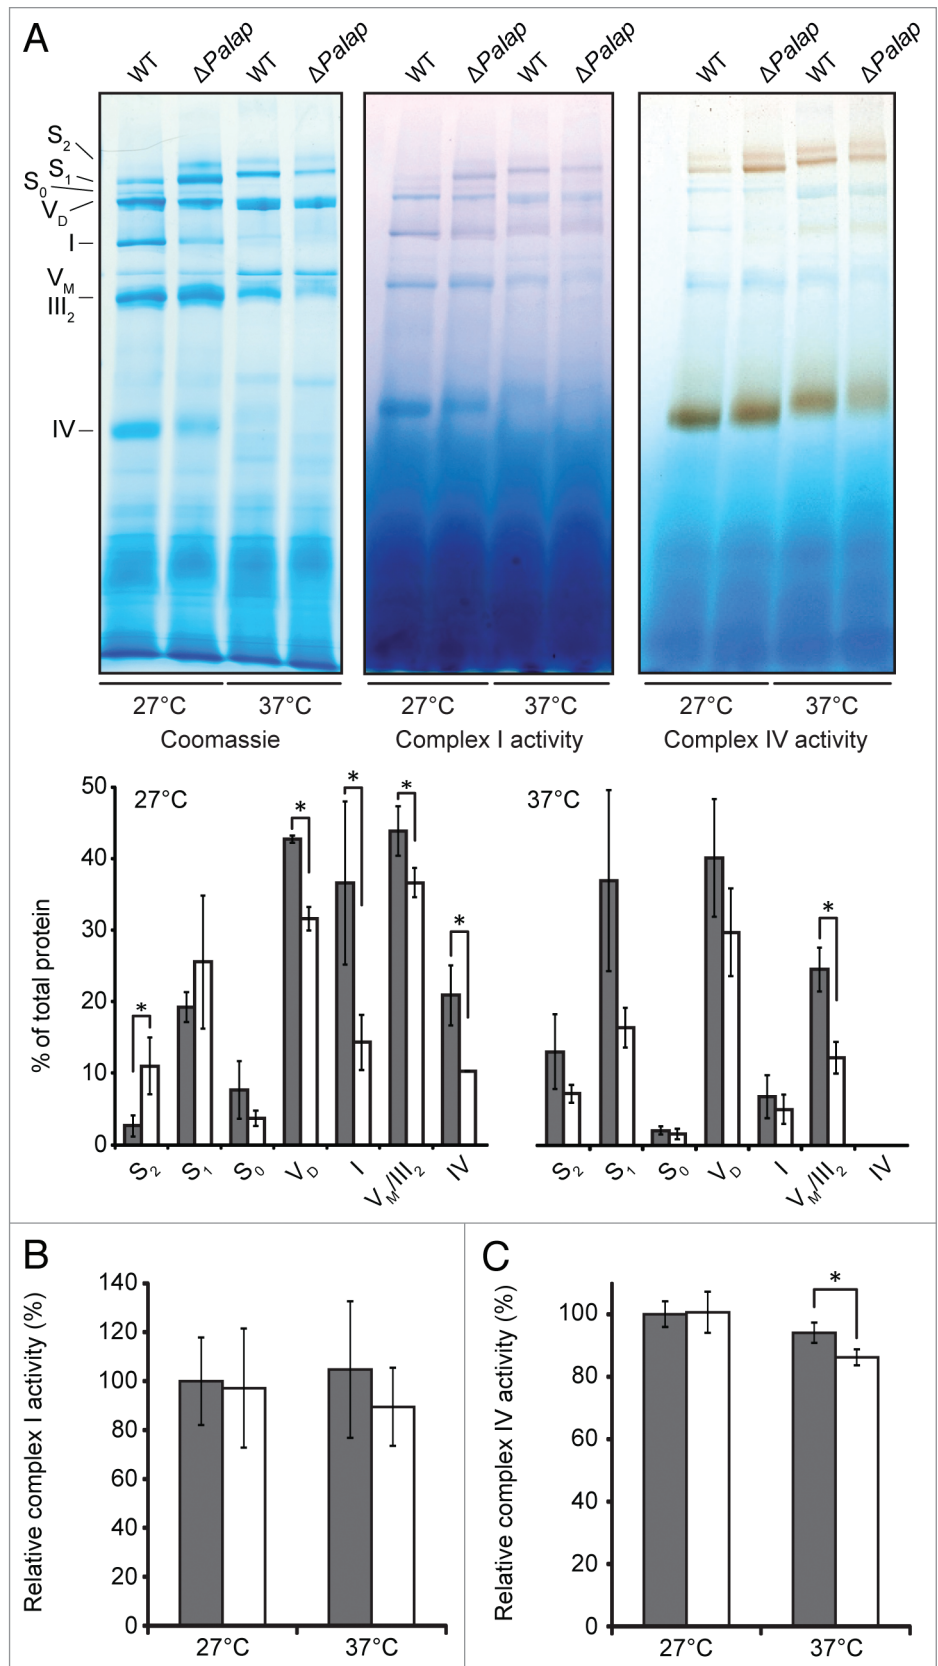 A
WT ΔPalap WT ΔPalap WT ΔPalap WT ΔPalap WT ΔPalap WT ΔPalap
S2
S1
S0
VD
I
VM
III2
IV
27°C 37°C 27°C 37°C 27°C 37°C
Coomassie Complex I activity Complex IV activity
% of total protein
50
40
30
20
10
0
27°C
* * * * *
S2 S1 S0 VD I VM/III2 IV
37°C
*
S2 S1 S0 VD I VM/III2 IV
B
Relative complex I activity (%)
140
120
100
80
60
40
20
0
27°C 37°C
C
Relative complex IV activity (%)
100
80
60
40
20
0
*
27°C 37°C